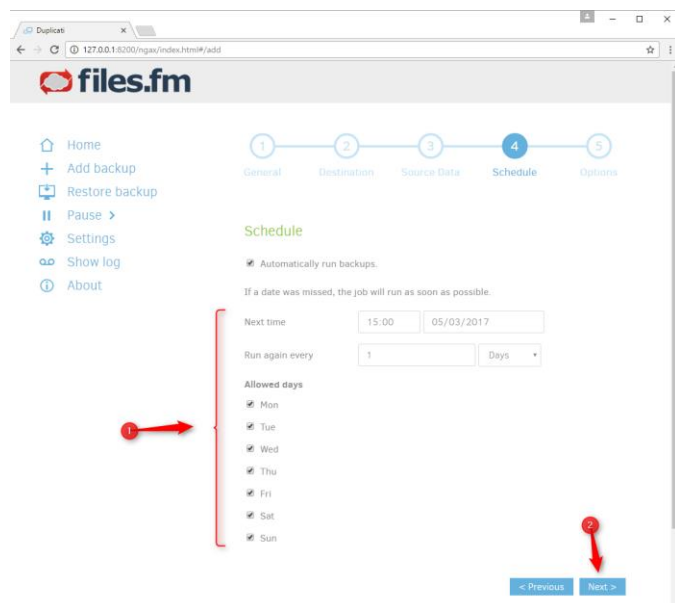 Duplicati
127.0.0.1:8200/ngax/index.html#/add
files.fm
Home
Add backup
Restore backup
Pause >
Settings
Show log
About
1 2 3 4 5
General Destination Source Data Schedule Options
Schedule
Automatically run backups.
If a date was missed, the job will run as soon as possible.
Next time 15:00 05/03/2017
Run again every 1 Days
Allowed days
Mon
Tue
1
Wed
Thu
Fri
Sat
Sun
2
< Previous Next >